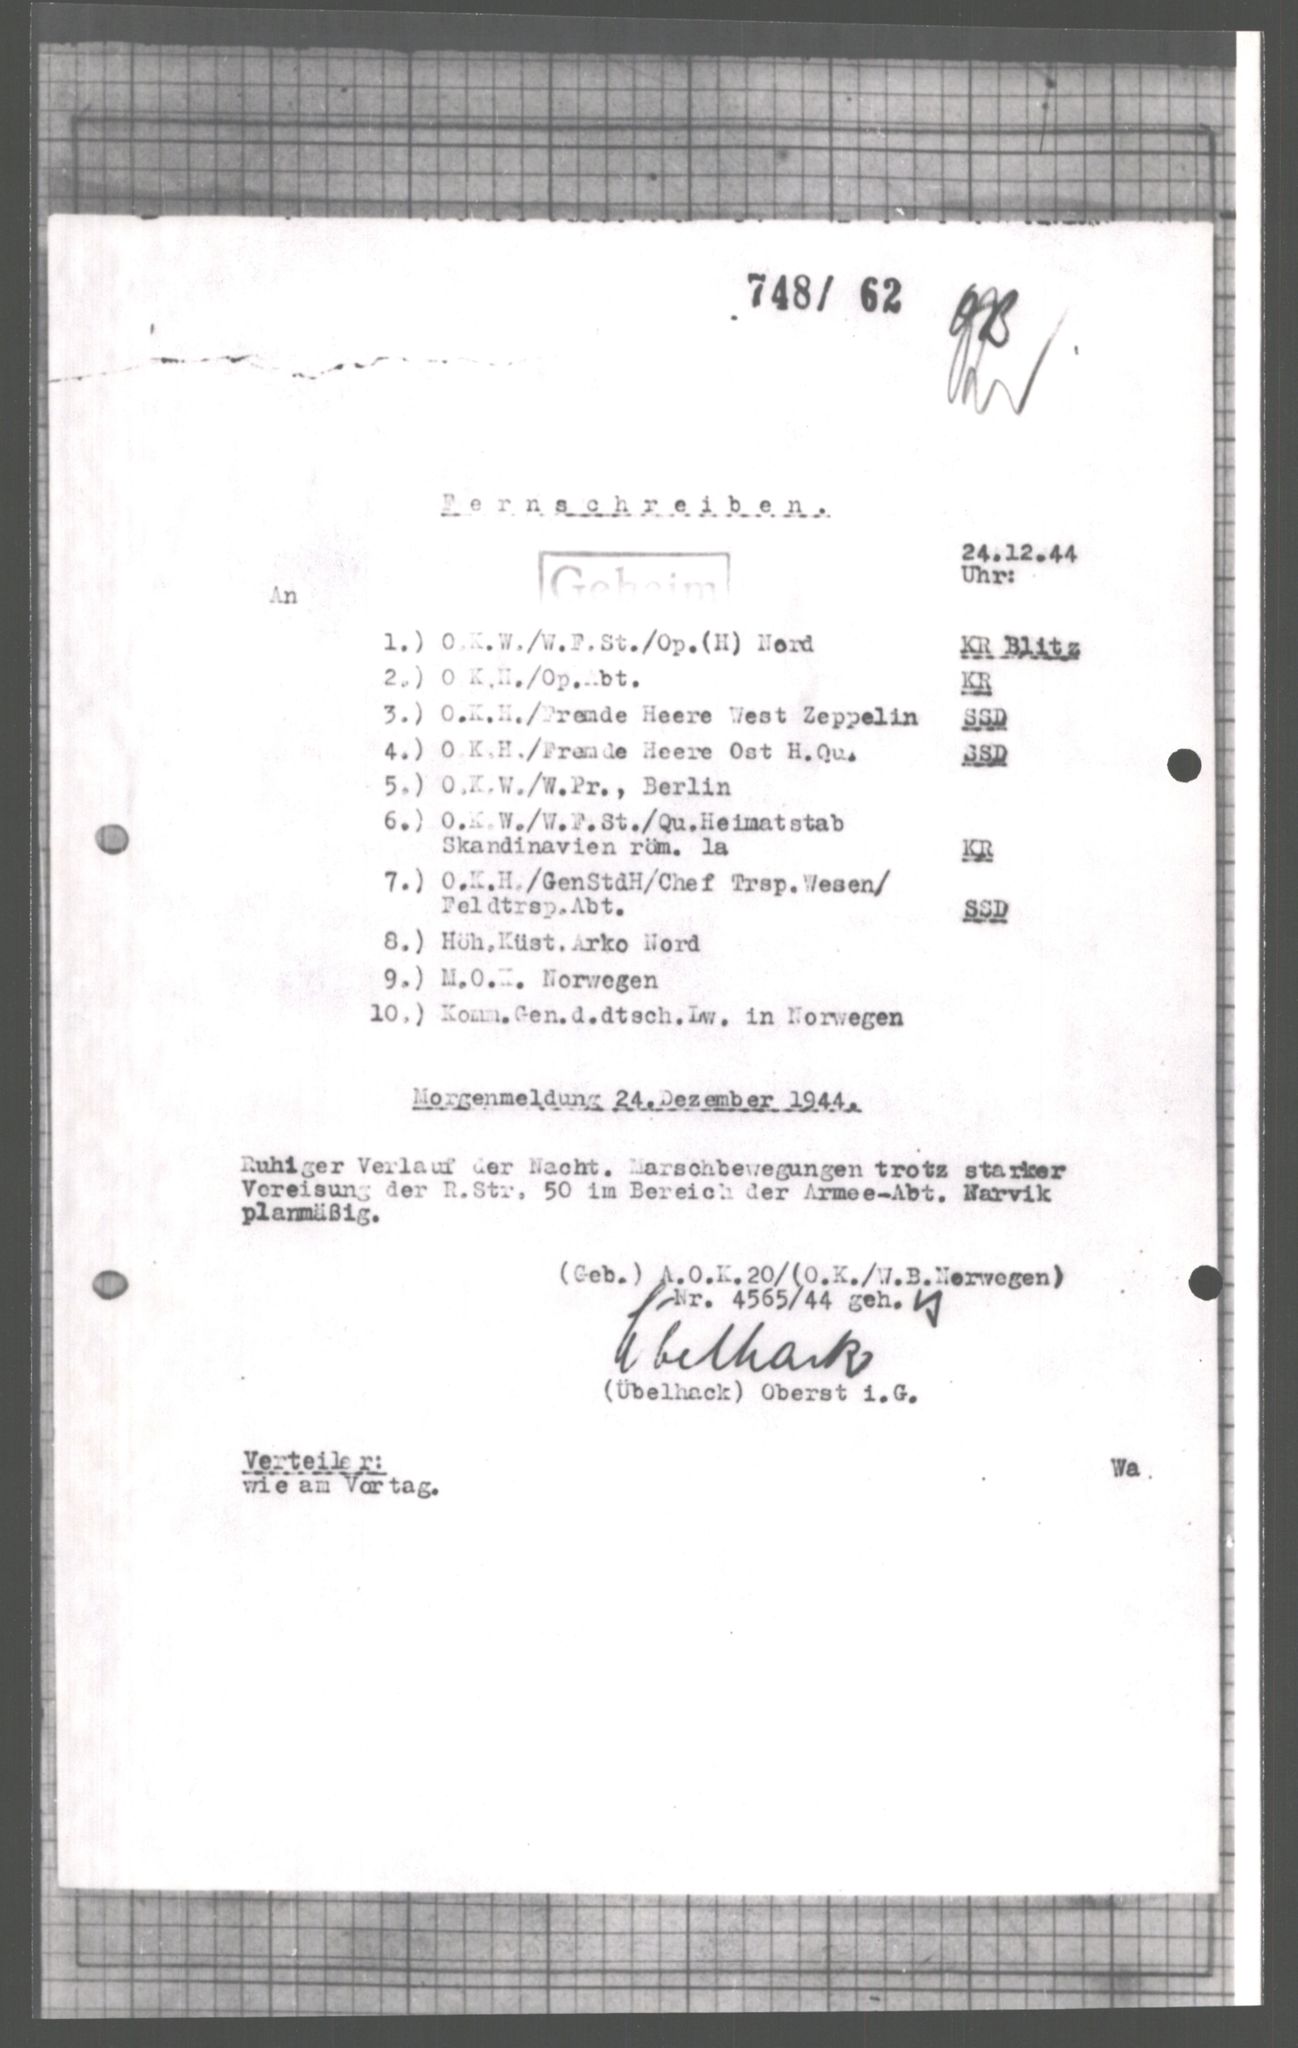 748/ 62
Fernschreiben.
Geheim
24.12.44
Uhr:
An
1.) O.K.W./W.F.St./Op.(H) Nord KR Blitz
2.) O K.H./Op.Abt. KR
3.) O.K.H./Fremde Heere West Zeppelin SSD
4.) O.K.H./Fremde Heere Ost H.Qu. SSD
5.) O.K.W./W.Pr., Berlin
6.) O.K.W./W.F.St./Qu.Heimatstab
Skandinavien röm. 1a KR
7.) O.K.H./GenStdH/Chef Trsp.Wesen/
Feldtrsp.Abt. SSD
8.) Höh.Küst.Arko Nord
9.) M.O.K. Norwegen
10.) Komm.Gen.d.dtsch.Lw. in Norwegen
Morgenmeldung 24.Dezember 1944.
Ruhiger Verlauf der Nacht. Marschbewegungen trotz starker
Vereisung der R.Str. 50 im Bereich der Armee-Abt. Narvik
planmäßig.
(Geb.) A.O.K.20/(O.K./W.B.Norwegen)
Nr. 4565/44 geh.
Übelhack
(Übelhack) Oberst i.G.
Verteiler:
wie am Vortag.
Wa.